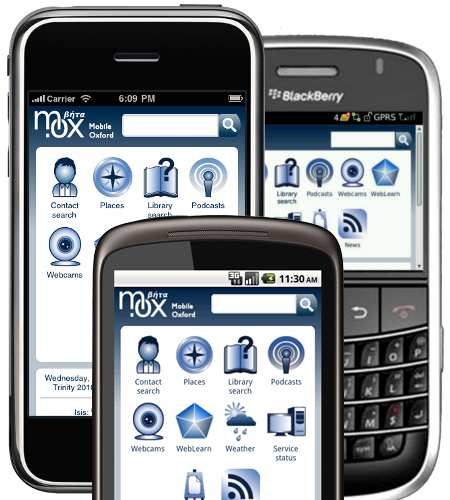 Carrier 6:09 PM
mox βήτα
Mobile
Oxford
Contact
search
Places
Library
search
Podcasts
Webcams
Wednesday,
Trinity 201
Isis:
BlackBerry
4 GPRS
Library
search
Podcasts
Webcams
WebLearn
News
3G 11:30 AM
mox βήτα
Mobile
Oxford
Contact
search
Places
Library
search
Podcasts
Webcams
WebLearn
Weather
Service
status